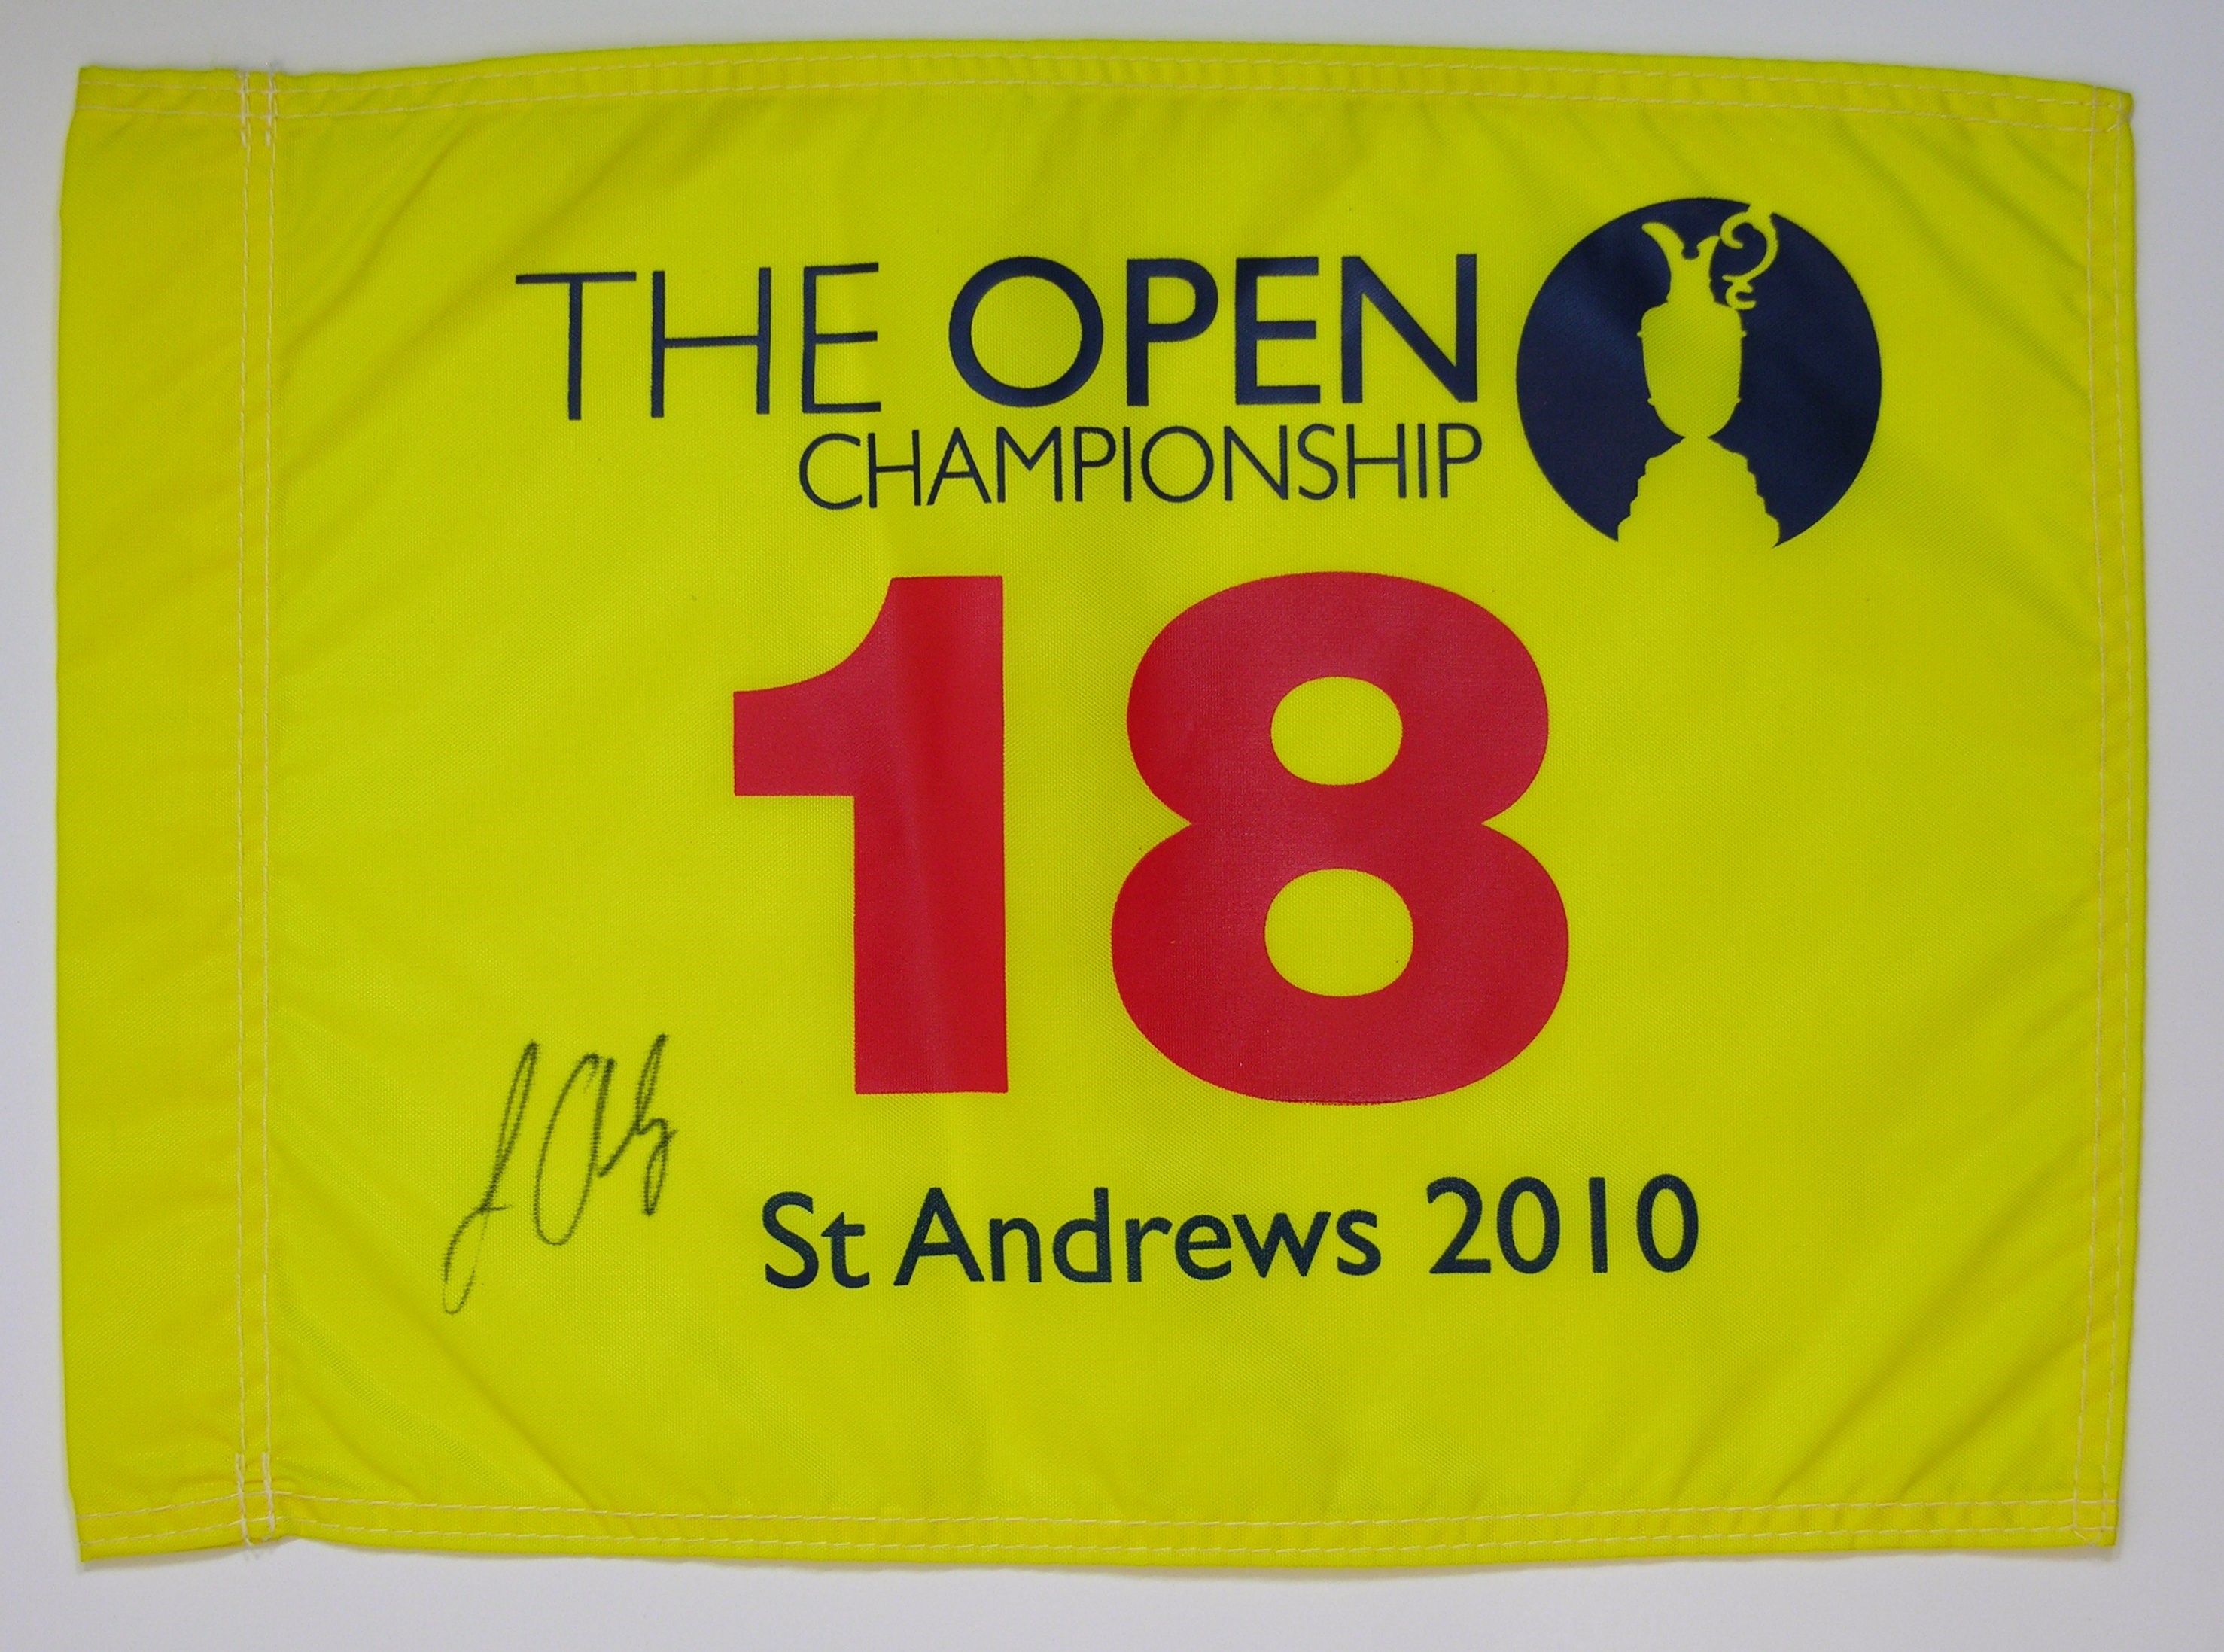 THE OPEN
CHAMPIONSHIP
18
St Andrews 2010